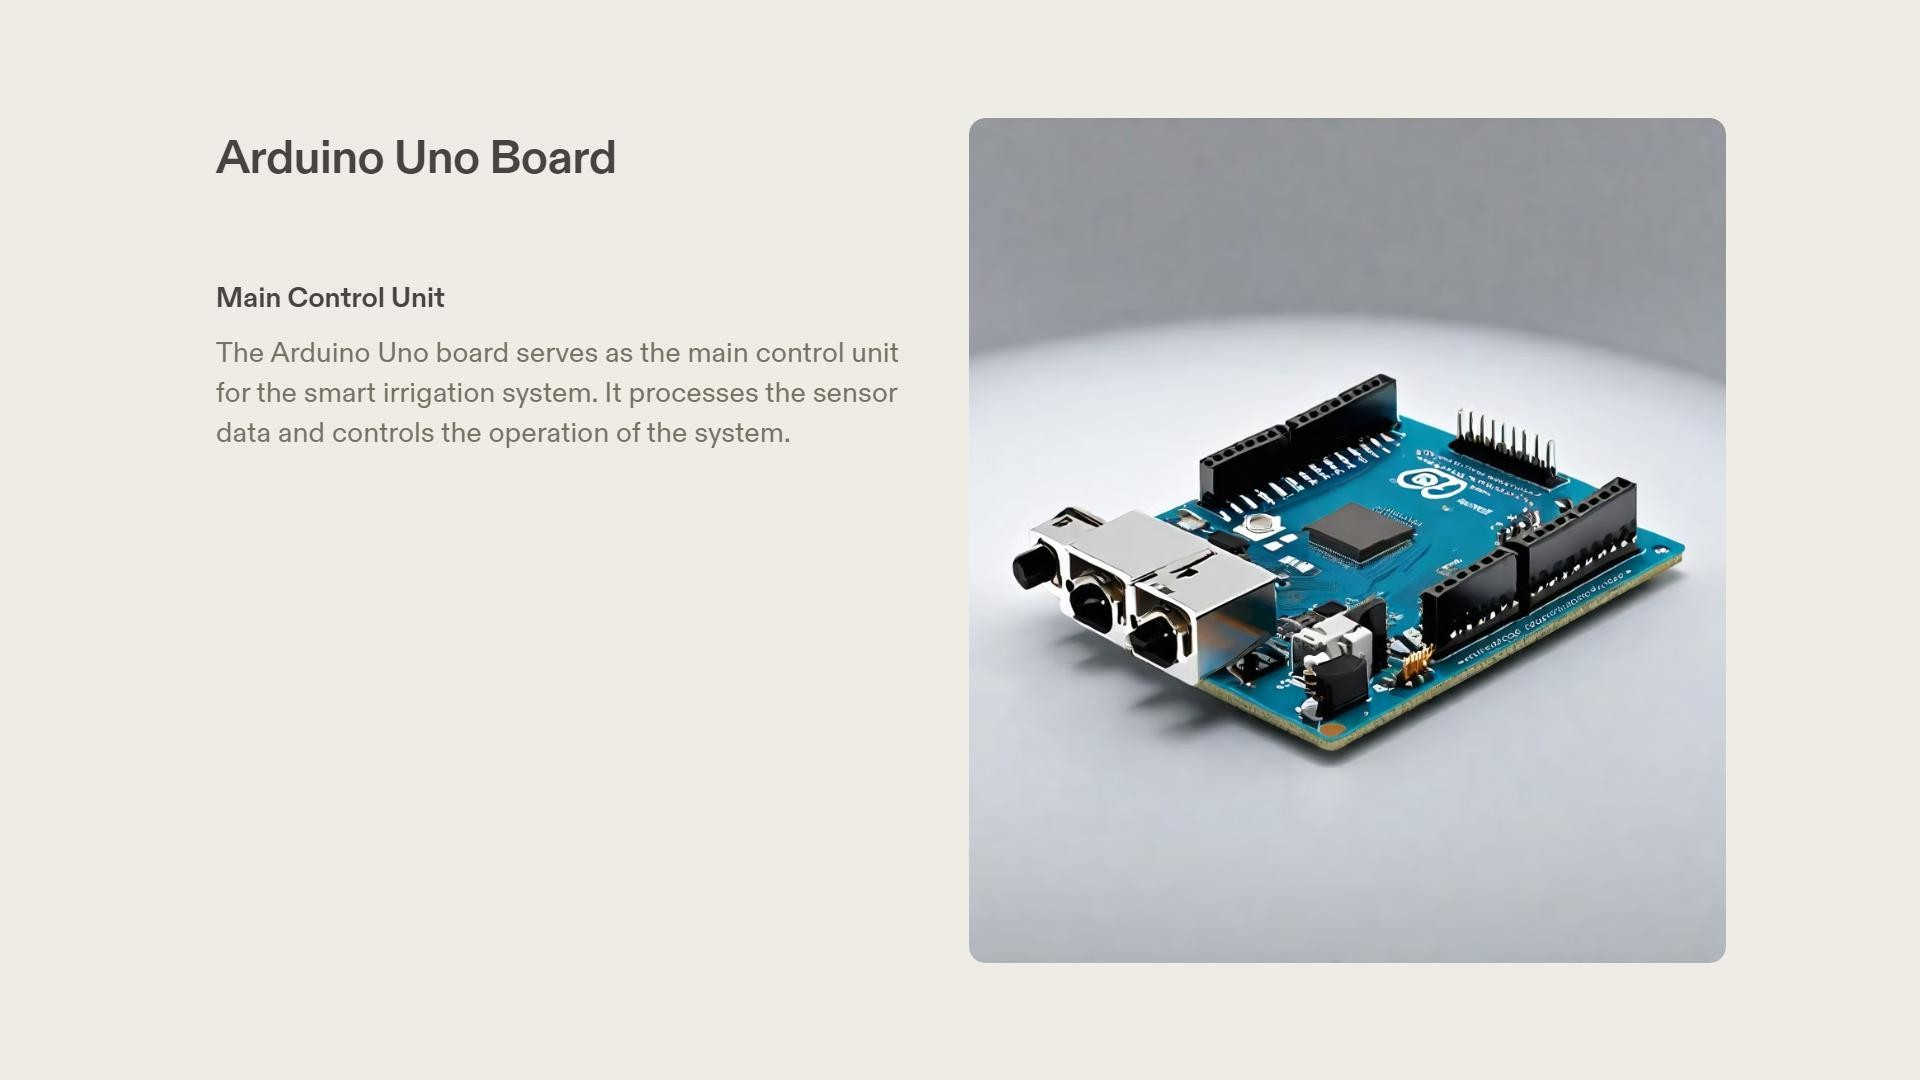 Arduino Uno Board
Main Control Unit
The Arduino Uno board serves as the main control unit
for the smart irrigation system. It processes the sensor
data and controls the operation of the system.